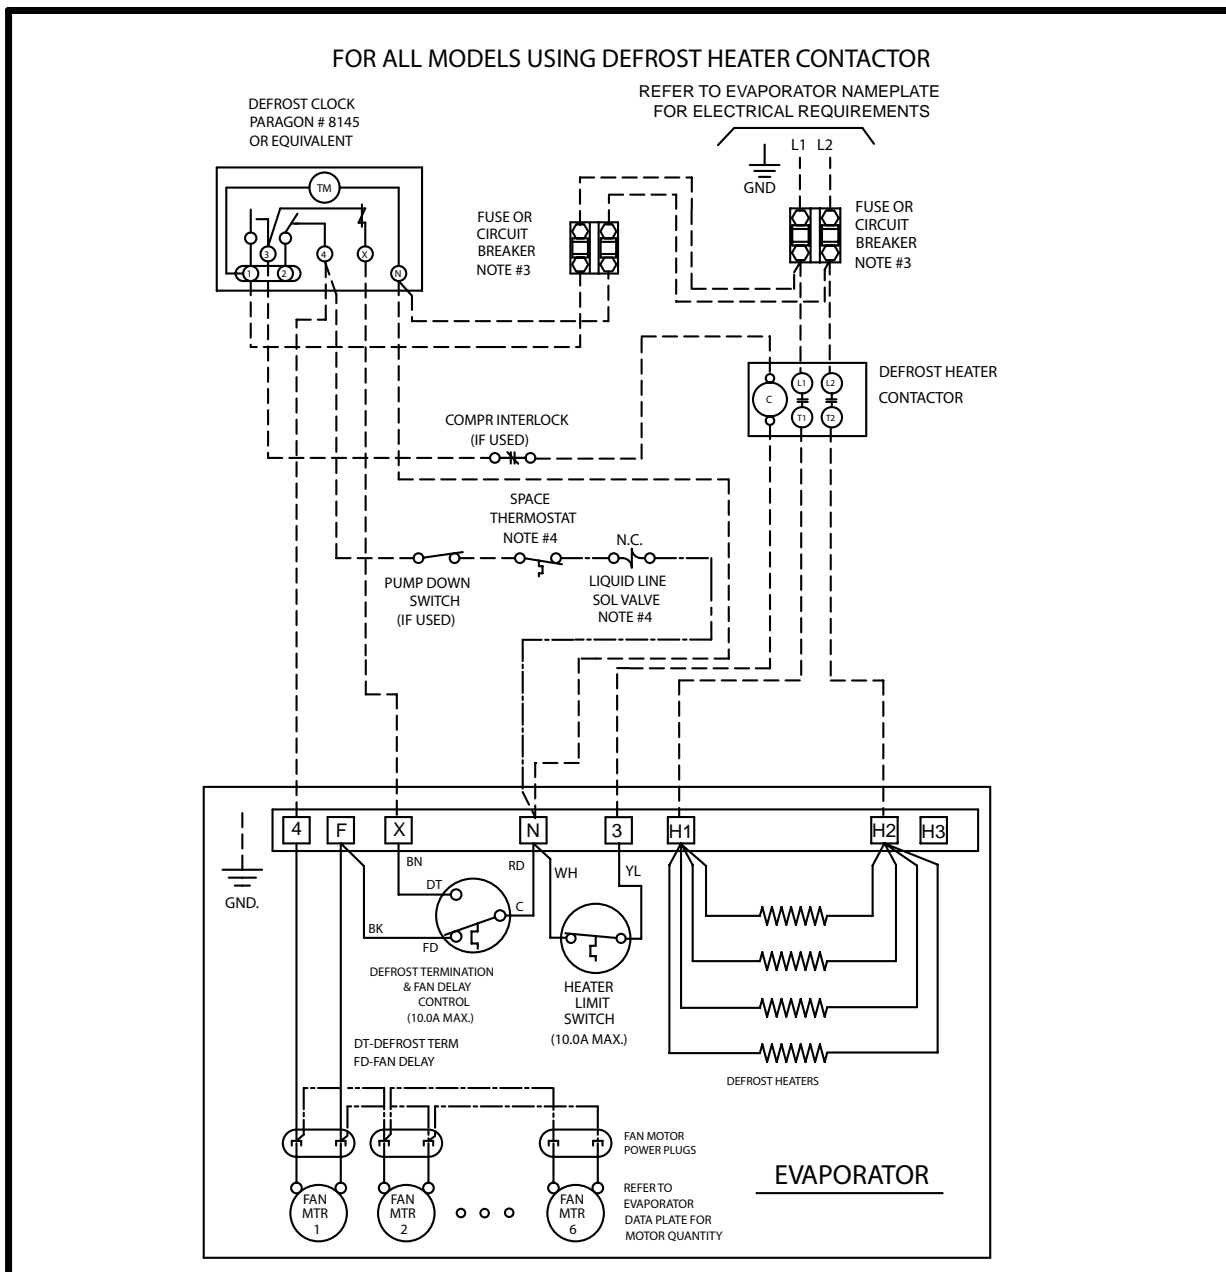 FOR ALL MODELS USING DEFROST HEATER CONTACTOR
DEFROST CLOCK
PARAGON # 8145
OR EQUIVALENT
REFER TO EVAPORATOR NAMEPLATE
FOR ELECTRICAL REQUIREMENTS
L1 L2
GND
TM
3
4
X
1
2
N
FUSE OR
CIRCUIT
BREAKER
NOTE #3
FUSE OR
CIRCUIT
BREAKER
NOTE #3
DEFROST HEATER
CONTACTOR
L1
L2
C
T1
T2
COMPR INTERLOCK
(IF USED)
SPACE
THERMOSTAT
NOTE #4
N.C.
PUMP DOWN
SWITCH
(IF USED)
LIQUID LINE
SOL VALVE
NOTE #4
4
F
X
N
3
H1
H2
H3
GND.
BN
RD
WH
YL
DT
C
BK
FD
DEFROST TERMINATION
& FAN DELAY
CONTROL
(10.0A MAX.)
HEATER
LIMIT
SWITCH
(10.0A MAX.)
DT-DEFROST TERM
FD-FAN DELAY
DEFROST HEATERS
FAN MOTOR
POWER PLUGS
EVAPORATOR
FAN
MTR
1
FAN
MTR
2
FAN
MTR
6
REFER TO
EVAPORATOR
DATA PLATE FOR
MOTOR QUANTITY